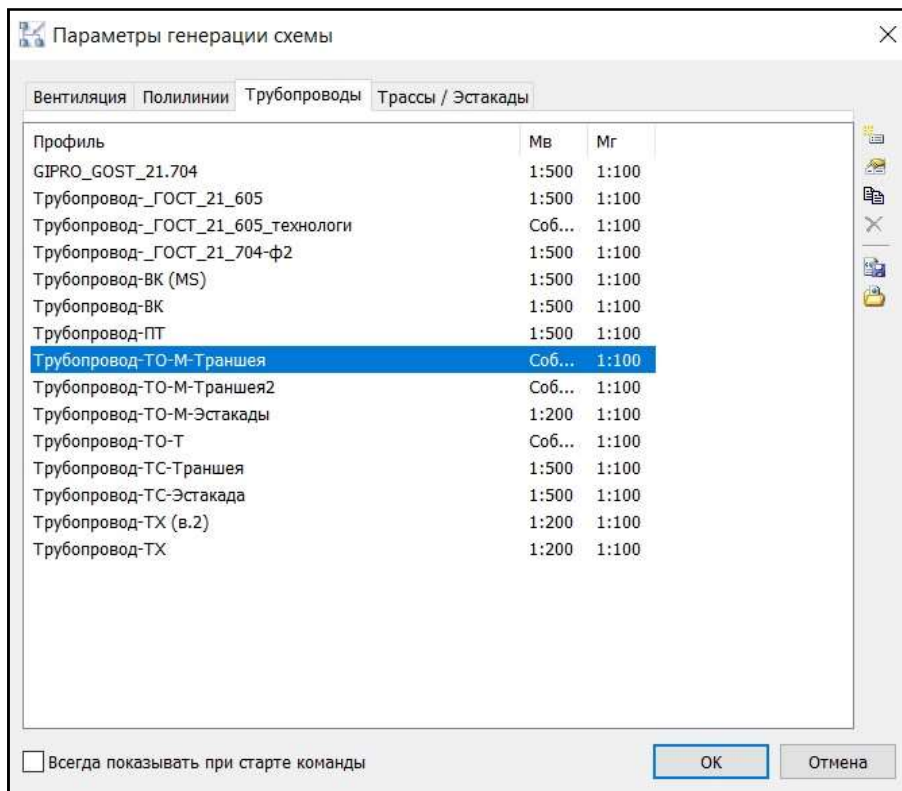 Параметры генерации схемы
Вентиляция Полилинии Трубопроводы Трассы / Эстакады
Профиль Мв Мг
GIPRO_GOST_21.704 1:500 1:100
Трубопровод-_ГОСТ_21_605 1:500 1:100
Трубопровод-_ГОСТ_21_605_технологи Соб... 1:100
Трубопровод-_ГОСТ_21_704-ф2 1:500 1:100
Трубопровод-ВК (MS) 1:500 1:100
Трубопровод-ВК 1:500 1:100
Трубопровод-ПТ 1:500 1:100
Трубопровод-ТО-М-Траншея Соб... 1:100
Трубопровод-ТО-М-Траншея2 Соб... 1:100
Трубопровод-ТО-М-Эстакады 1:200 1:100
Трубопровод-ТО-Т Соб... 1:100
Трубопровод-ТС-Траншея 1:500 1:100
Трубопровод-ТС-Эстакада 1:500 1:100
Трубопровод-ТХ (в.2) 1:200 1:100
Трубопровод-ТХ 1:200 1:100
Всегда показывать при старте команды OK Отмена